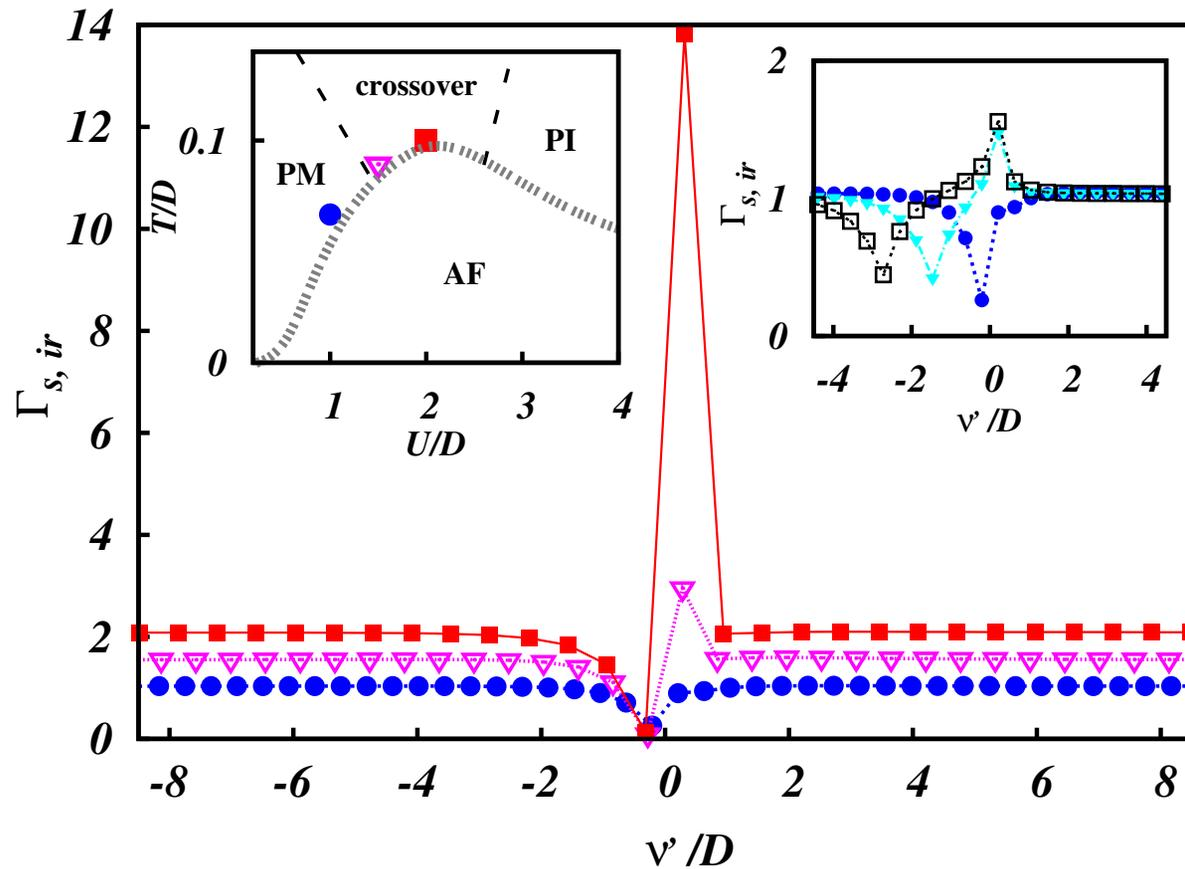 14
12
10
8
6
4
2
0
Γs, ir
-8 -6 -4 -2 0 2 4 6 8
ν’ /D
crossover
PM
PI
AF
0.1
0
T/D
1 2 3 4
U/D
2
1
0
Γs, ir
-4 -2 0 2 4
ν’ /D